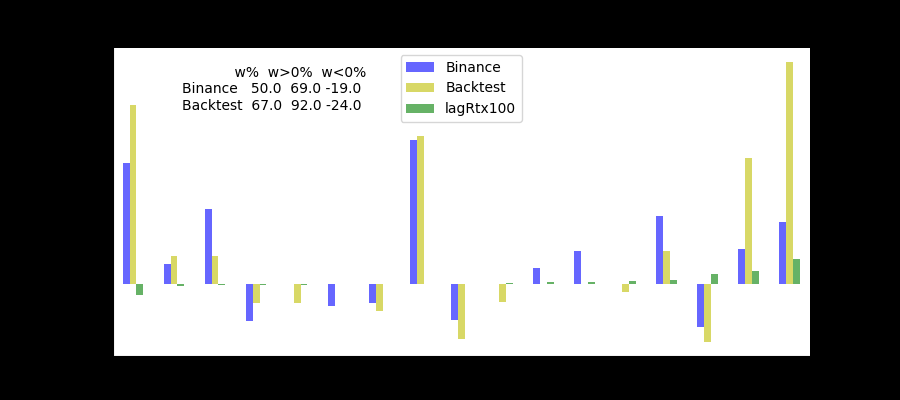 w% w>0% w<0%
Binance 50.0 69.0 -19.0
Backtest 67.0 92.0 -24.0
Binance
Backtest
lagRtx100